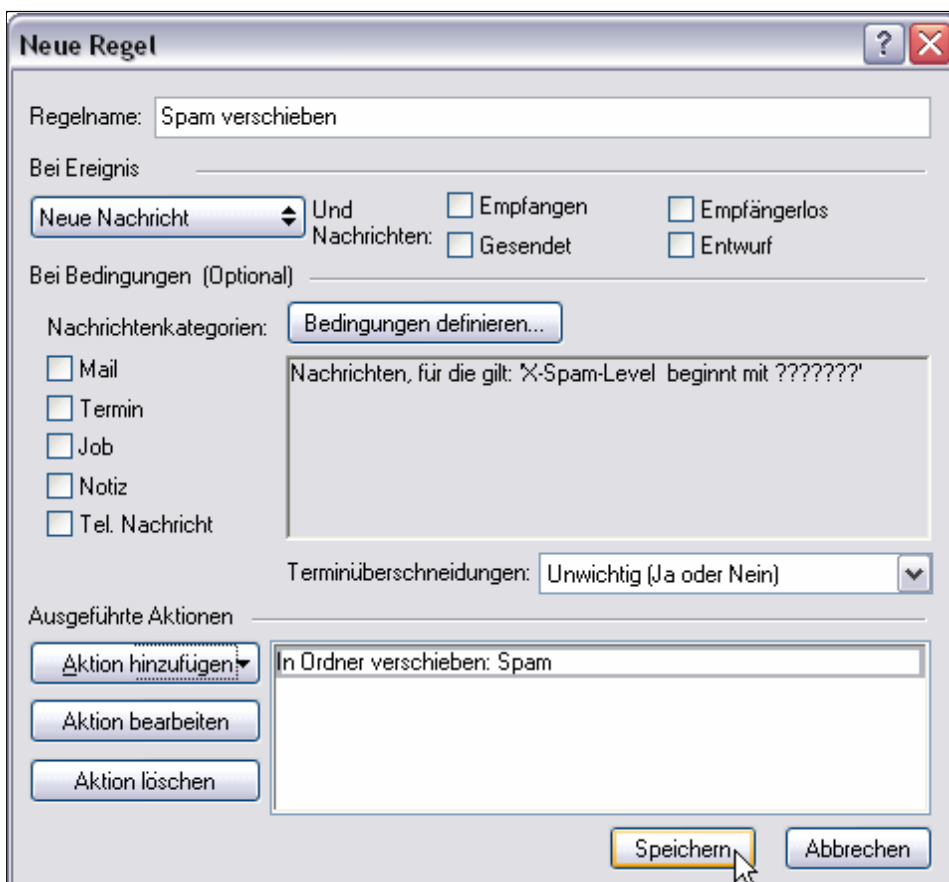 Neue Regel
Regelname: Spam verschieben
Bei Ereignis
Neue Nachricht
Und Nachrichten:
Empfangen
Empfängerlos
Gesendet
Entwurf
Bei Bedingungen (Optional)
Nachrichtenkategorien:
Bedingungen definieren...
Mail
Termin
Job
Notiz
Tel. Nachricht
Nachrichten, für die gilt: 'X-Spam-Level beginnt mit ???????'
Terminüberschneidungen: Unwichtig (Ja oder Nein)
Ausgeführte Aktionen
Aktion hinzufügen
In Ordner verschieben: Spam
Aktion bearbeiten
Aktion löschen
Speichern
Abbrechen